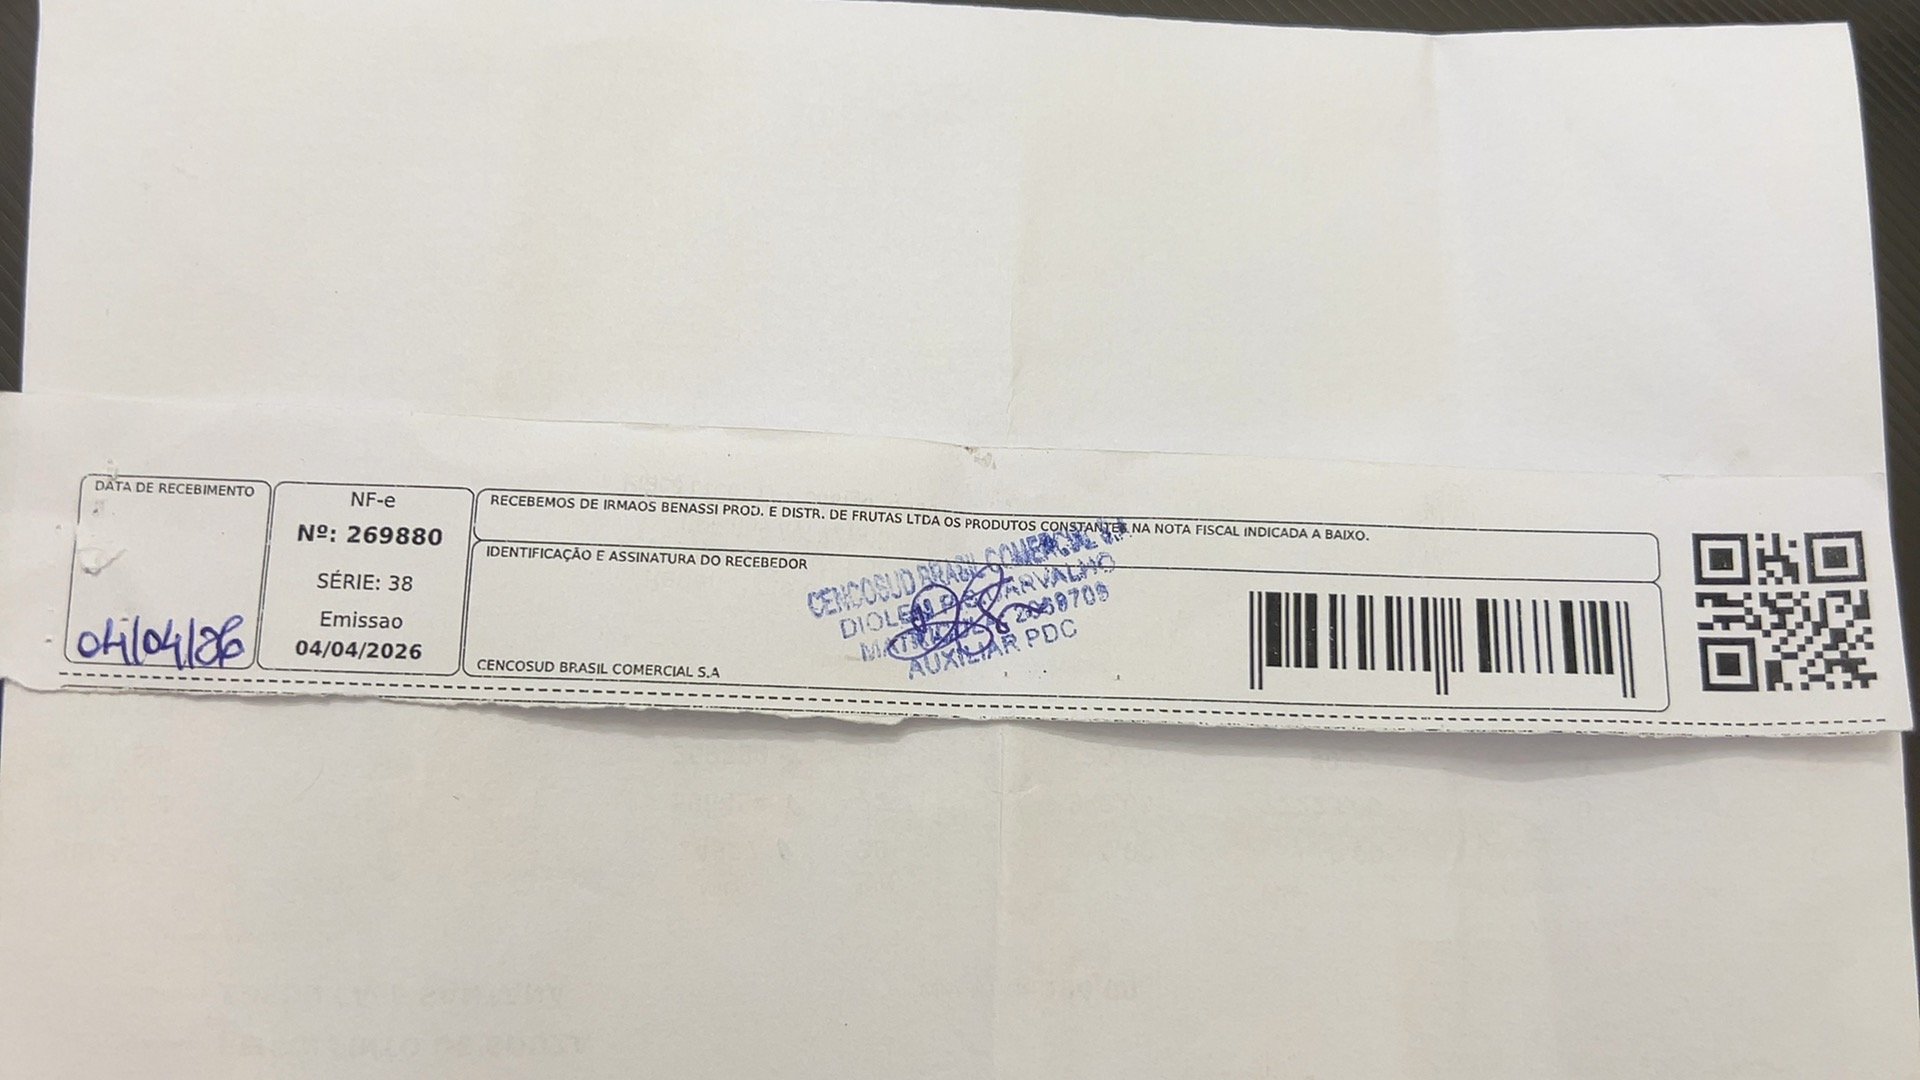 DATA DE RECEBIMENTO
04/04/26
NF-e
Nº: 269880
SÉRIE: 38
Emissao
04/04/2026
RECEBEMOS DE IRMAOS BENASSI PROD. E DISTR. DE FRUTAS LTDA OS PRODUTOS CONSTANTES NA NOTA FISCAL INDICADA A BAIXO.
IDENTIFICAÇÃO E ASSINATURA DO RECEBEDOR
CENCOSUD BRASIL COMERCIAL S.A
CENCOSUD BRASIL COMERCIAL
CARVALHO
AUXILIAR PDC